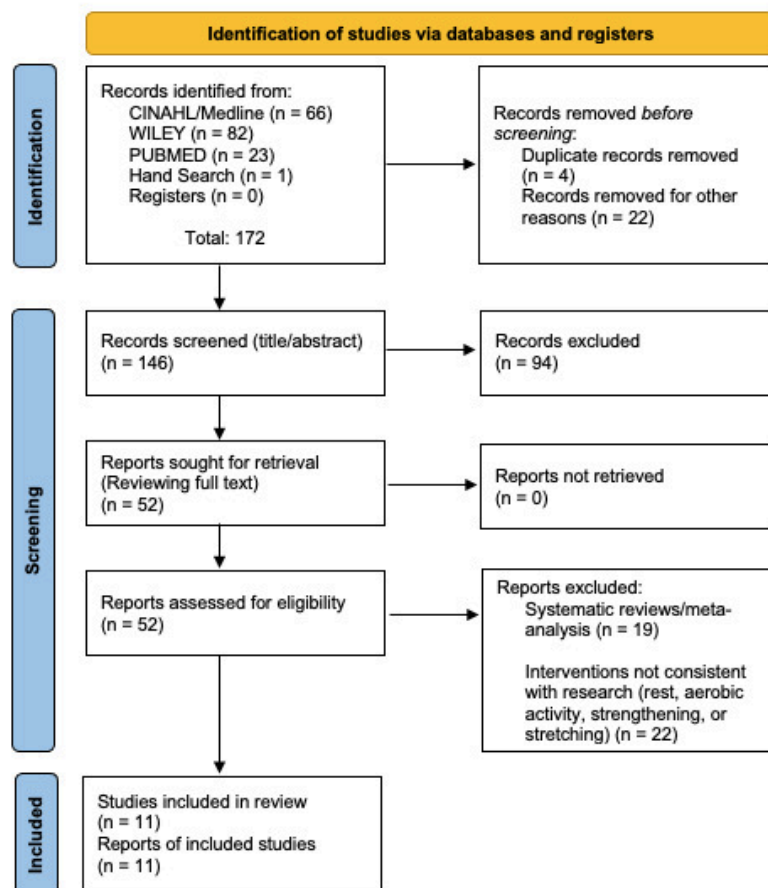 Identification of studies via databases and registers
Identification
Records identified from:
CINAHL/Medline (n = 66)
WILEY (n = 82)
PUBMED (n = 23)
Hand Search (n = 1)
Registers (n = 0)
Total: 172
Records removed before
screening:
Duplicate records removed
(n = 4)
Records removed for other
reasons (n = 22)
Screening
Records screened (title/abstract)
(n = 146)
Records excluded
(n = 94)
Reports sought for retrieval
(Reviewing full text)
(n = 52)
Reports not retrieved
(n = 0)
Reports assessed for eligibility
(n = 52)
Reports excluded:
Systematic reviews/meta-
analysis (n = 19)
Interventions not consistent
with research (rest, aerobic
activity, strengthening, or
stretching) (n = 22)
Included
Studies included in review
(n = 11)
Reports of included studies
(n = 11)